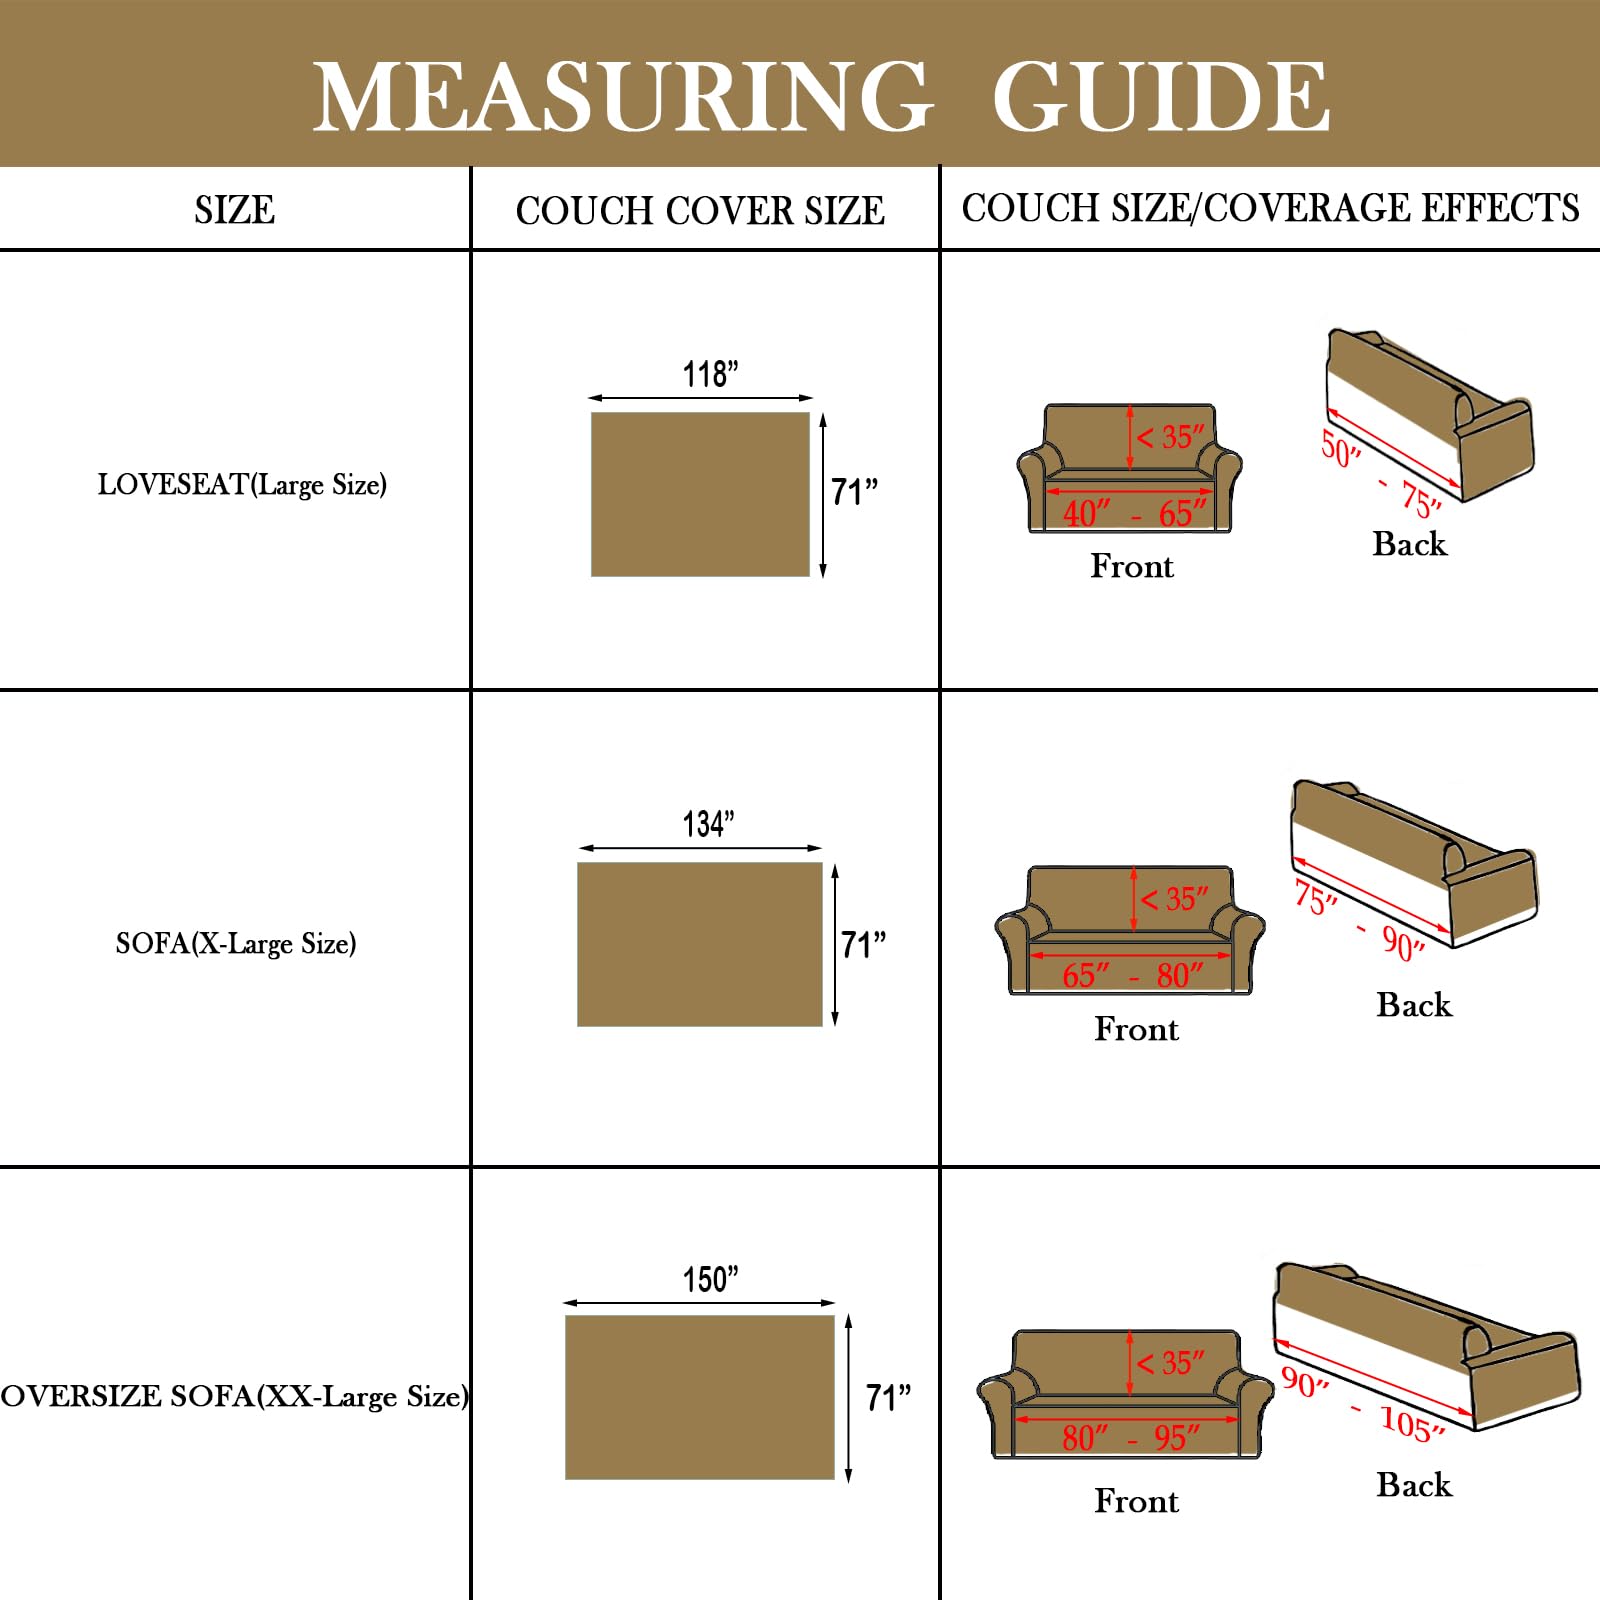 MEASURING GUIDE
SIZE
COUCH COVER SIZE
COUCH SIZE/COVERAGE EFFECTS
LOVESEAT(Large Size)
118”
71”
< 35”
40” - 65”
Front
50” - 75”
Back
SOFA(X-Large Size)
134”
71”
< 35”
65” - 80”
Front
75” - 90”
Back
OVERSIZE SOFA(XX-Large Size)
150”
71”
< 35”
80” - 95”
Front
90” - 105”
Back